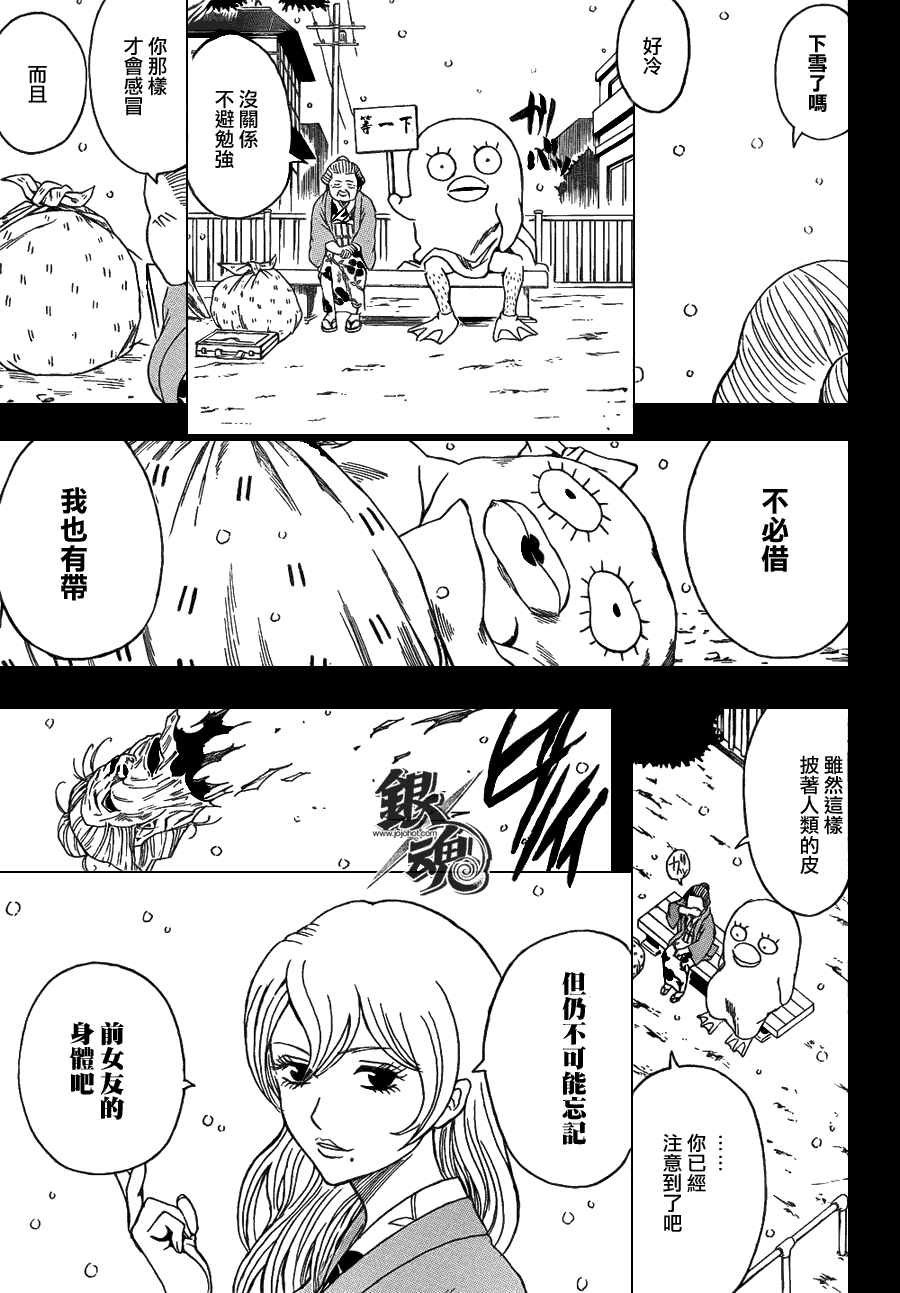 下雪了嗎
好冷
等一下
沒關係
不避勉強
你那樣
才會感冒
而且
不必借
我也有帶
雖然這樣
披著人類的皮
……
你已經
注意到了吧
銀魂
www.jojohot.com
但仍不可能忘記
前女友的
身體吧